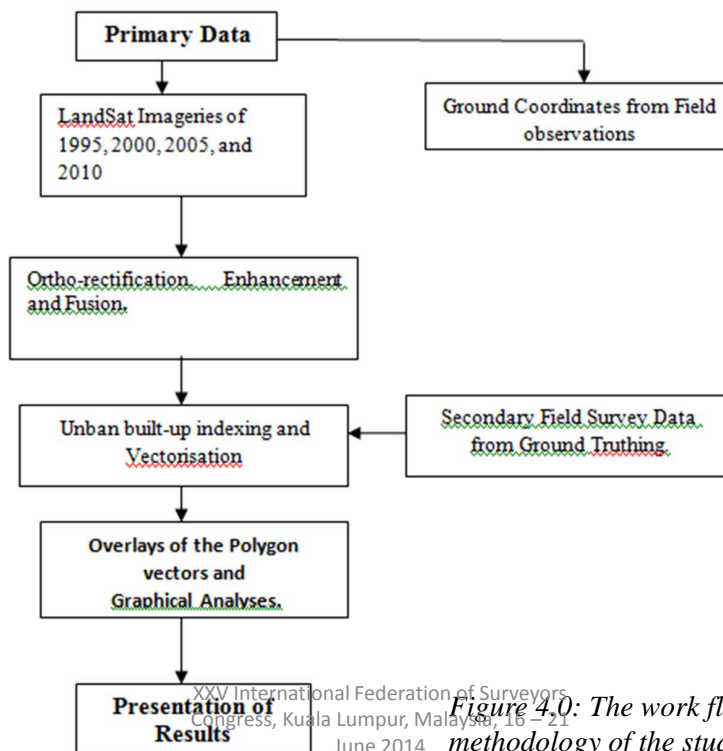 Primary Data
LandSat Imageries of
1995, 2000, 2005, and
2010
Ground Coordinates from Field
observations
Ortho-rectification, Enhancement
and Fusion.
Unban built-up indexing and
Vectorisation
Secondary Field Survey Data
from Ground Truthing.
Overlays of the Polygon
vectors and
Graphical Analyses.
Presentation of
Results
XXV International Federation of Surveyors
Congress, Kuala Lumpur, Malaysia, 16 – 21
June 2014
Figure 4.0: The work fl
methodology of the stu